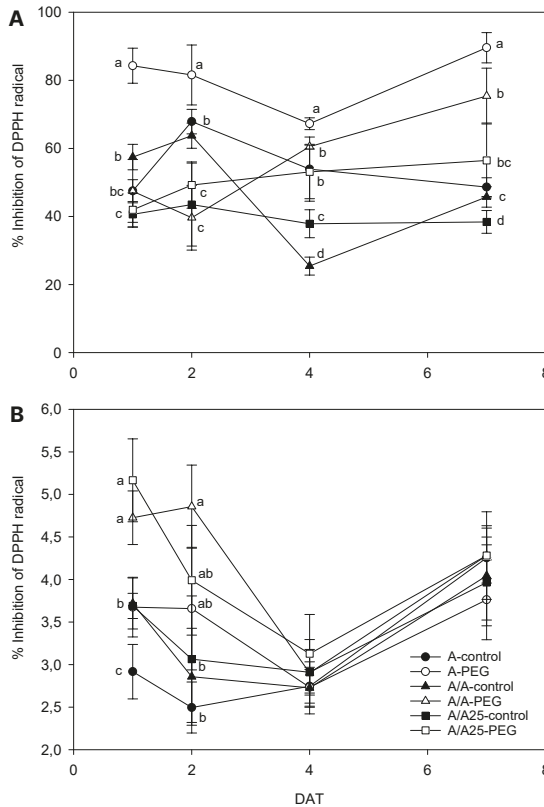 A
100
80
60
40
20
0
% Inhibition of DPPH radical
a
a
a
a
b
b
b
b
b
bc
c
c
c
c
b
c
d
bc
c
d
0
2
4
6
8
B
6,0
5,5
5,0
4,5
4,0
3,5
3,0
2,5
2,0
% Inhibition of DPPH radical
a
a
a
ab
b
ab
b
c
b
A-control
A-PEG
A/A-control
A/A-PEG
A/A25-control
A/A25-PEG
0
2
4
6
8
DAT